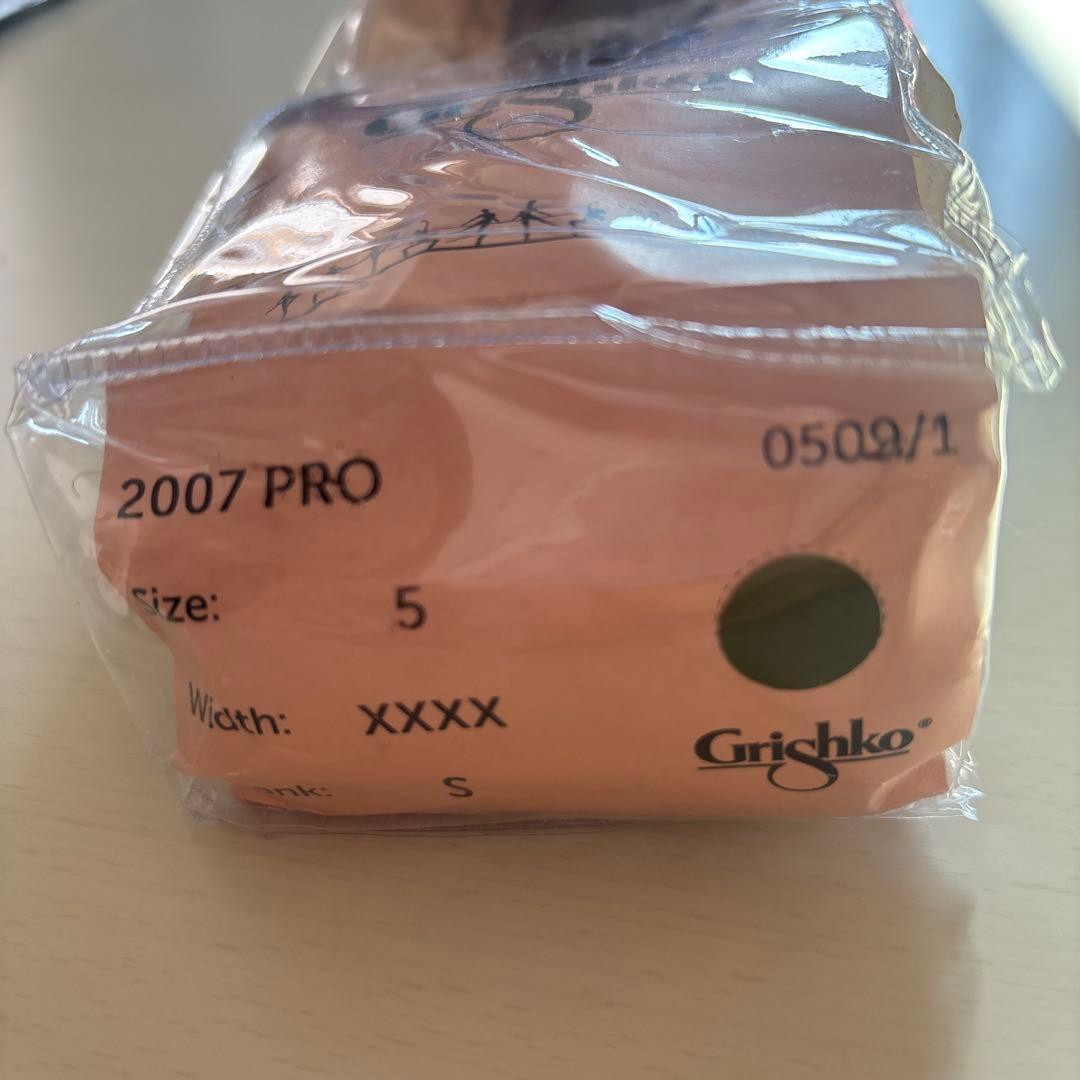 2007 PRO
0509/1
Size: 5
Width: XXXX
S
Grishko®